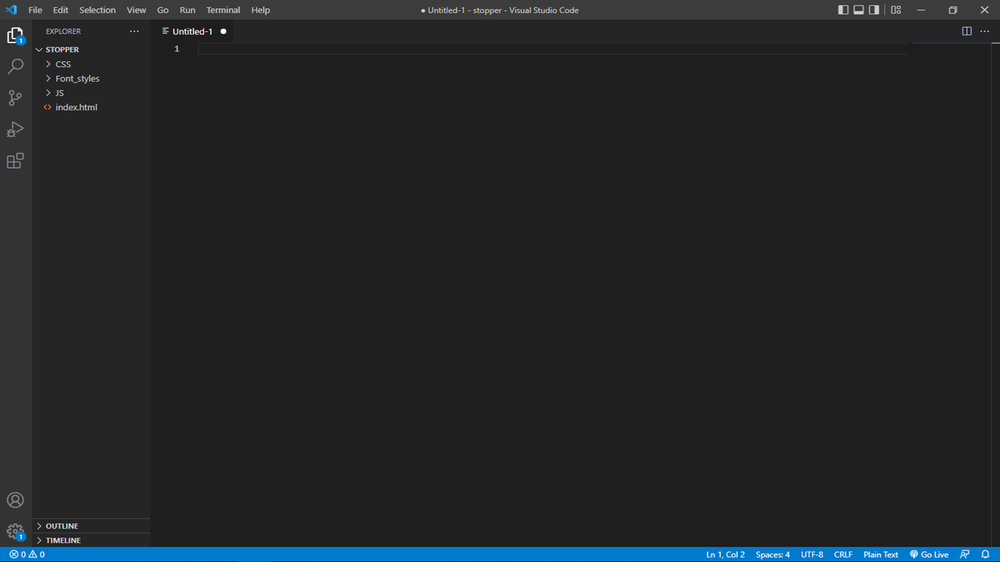 File Edit Selection View Go Run Terminal Help
● Untitled-1 - stopper - Visual Studio Code
EXPLORER
Untitled-1
1
1
STOPPER
CSS
Font_styles
JS
index.html
OUTLINE
1
TIMELINE
0 0
Ln 1, Col 2
Spaces: 4
UTF-8
CRLF
Plain Text
Go Live